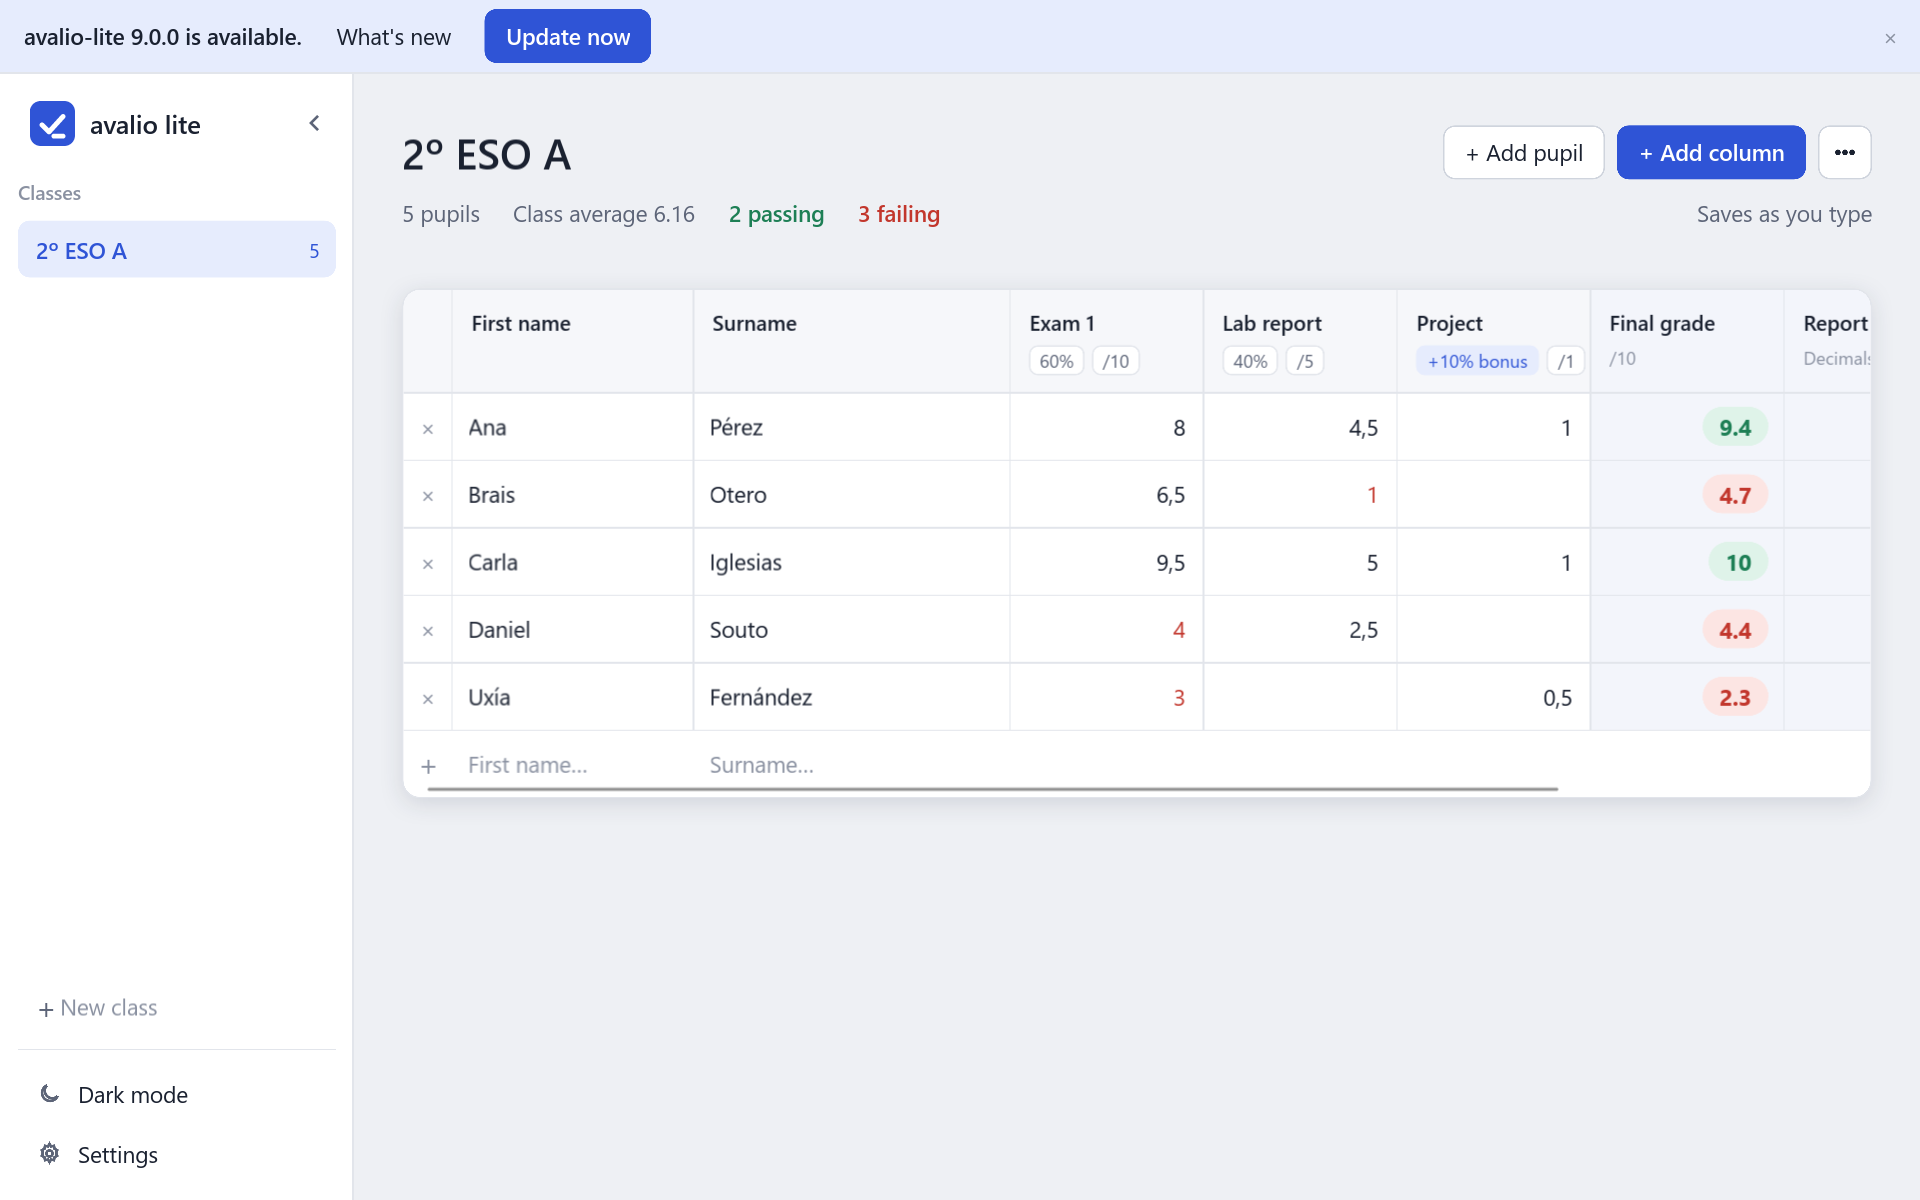 avalio-lite 9.0.0 is available. What's new Update now ×
avalio lite
Classes
2º ESO A 5
+ New class
Dark mode
Settings
2º ESO A
+ Add pupil + Add column •••
5 pupils Class average 6.16 2 passing 3 failing Saves as you type
First name Surname Exam 1 Lab report Project Final grade Report
60% /10 40% /5 +10% bonus /1 /10 Decimals
× Ana Pérez 8 4,5 1 9.4
× Brais Otero 6,5 1 4.7
× Carla Iglesias 9,5 5 1 10
× Daniel Souto 4 2,5 4.4
× Uxía Fernández 3 0,5 2.3
+ First name... Surname...